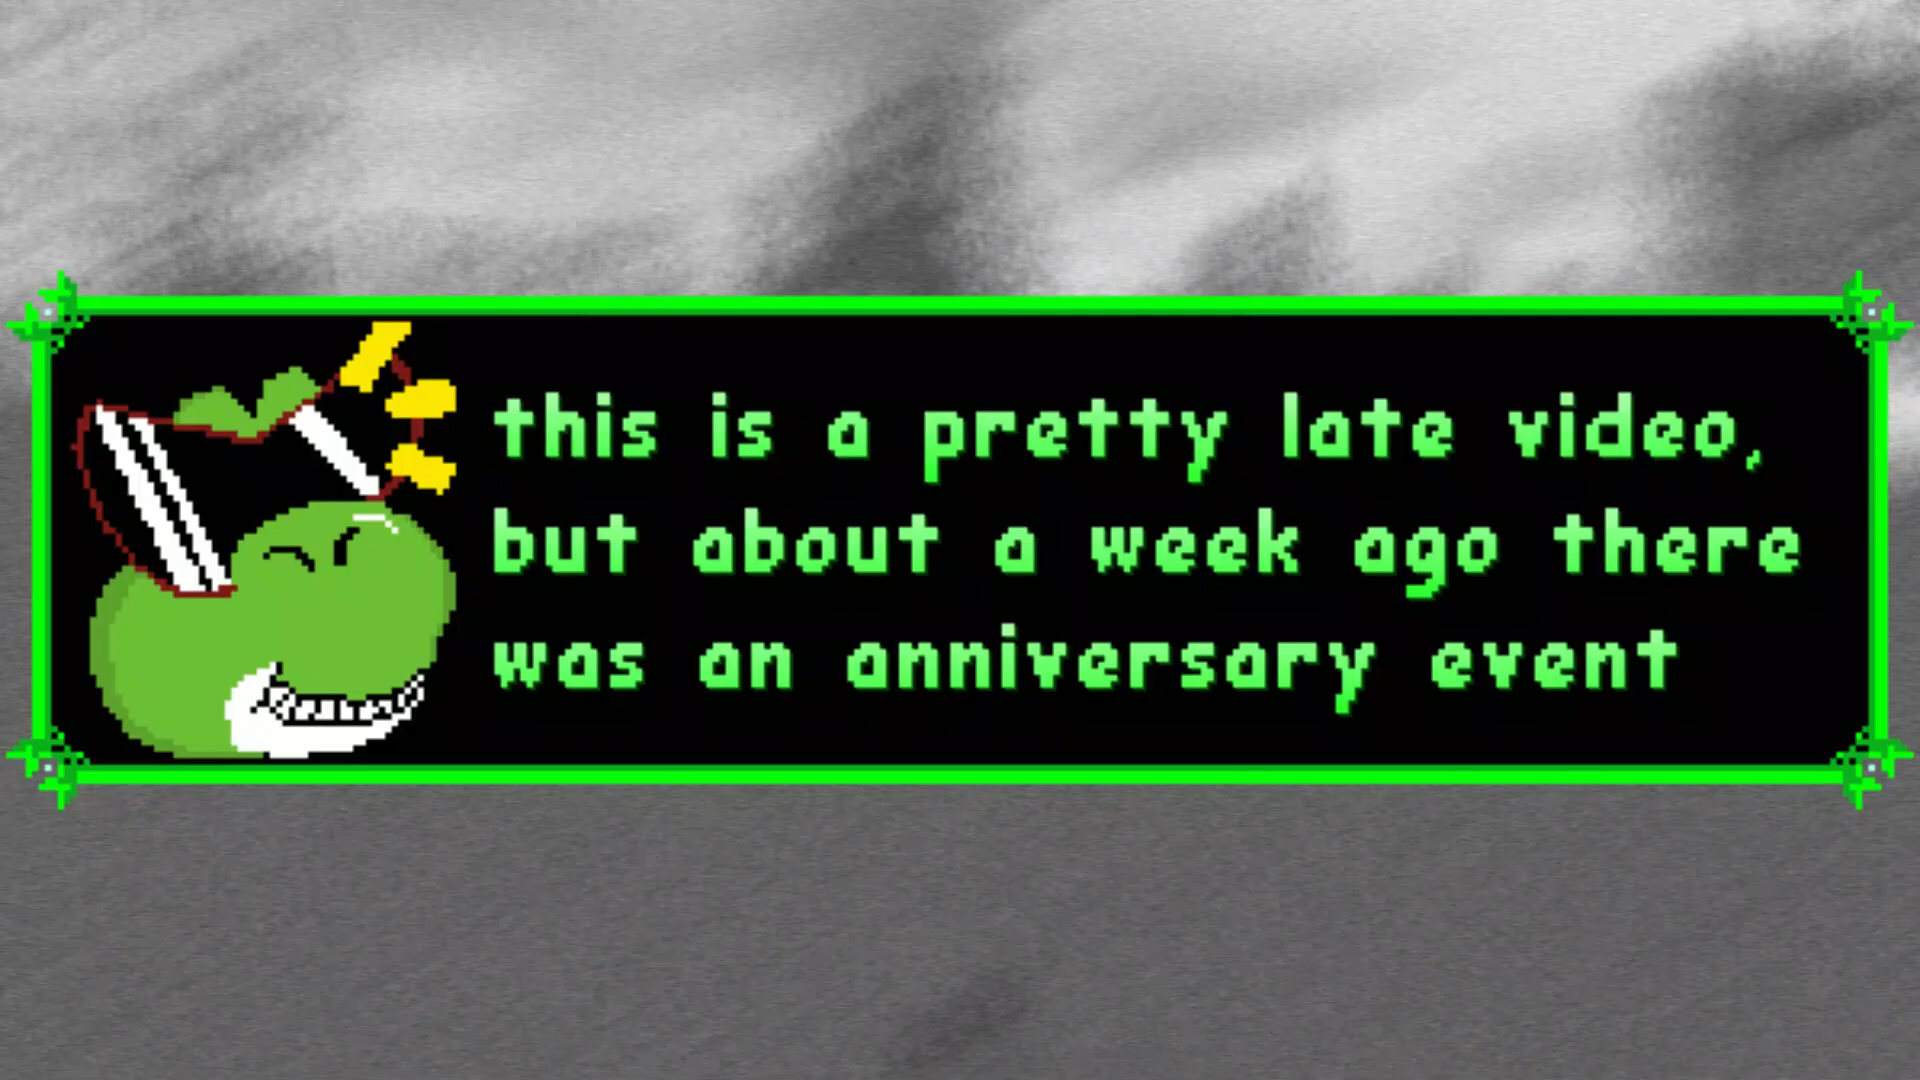 this is a pretty late video,
but about a week ago there
was an anniversary event